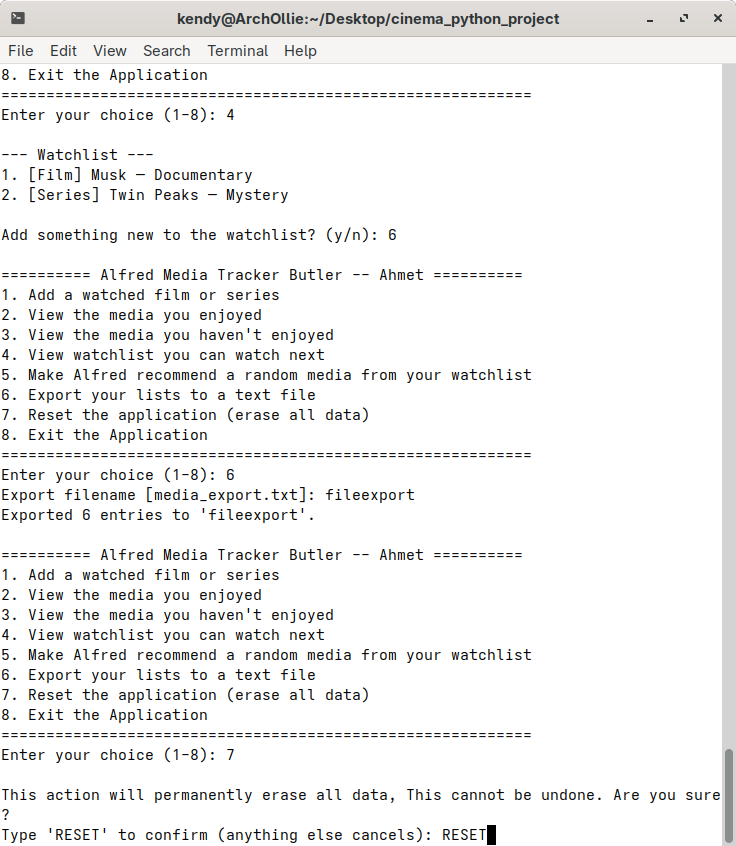 kendy@ArchOllie:~/Desktop/cinema_python_project
File Edit View Search Terminal Help
8. Exit the Application
===========================================================
Enter your choice (1-8): 4
--- Watchlist ---
1. [Film] Musk — Documentary
2. [Series] Twin Peaks — Mystery
Add something new to the watchlist? (y/n): 6
========== Alfred Media Tracker Butler -- Ahmet ==========
1. Add a watched film or series
2. View the media you enjoyed
3. View the media you haven't enjoyed
4. View watchlist you can watch next
5. Make Alfred recommend a random media from your watchlist
6. Export your lists to a text file
7. Reset the application (erase all data)
8. Exit the Application
===========================================================
Enter your choice (1-8): 6
Export filename [media_export.txt]: fileexport
Exported 6 entries to 'fileexport'.
========== Alfred Media Tracker Butler -- Ahmet ==========
1. Add a watched film or series
2. View the media you enjoyed
3. View the media you haven't enjoyed
4. View watchlist you can watch next
5. Make Alfred recommend a random media from your watchlist
6. Export your lists to a text file
7. Reset the application (erase all data)
8. Exit the Application
===========================================================
Enter your choice (1-8): 7
This action will permanently erase all data, This cannot be undone. Are you sure
?
Type 'RESET' to confirm (anything else cancels): RESET